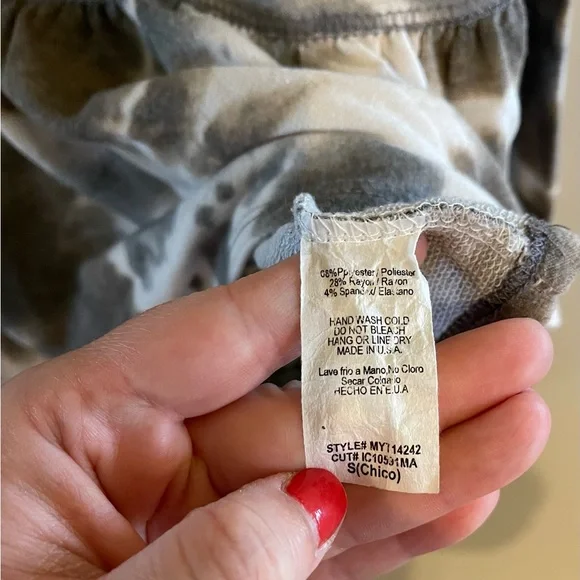 68%Polyester/ Poliester
28% Rayon/ Rayon
4% Spandex/ Elastano
HAND WASH COLD
DO NOT BLEACH
HANG OR LINE DRY
MADE IN U.S.A.
Lave frio a Mano,No Cloro
Secar Colgano
HECHO EN E.U.A
STYLE# MYT14242
CUT# IC10531MA
S(Chico)